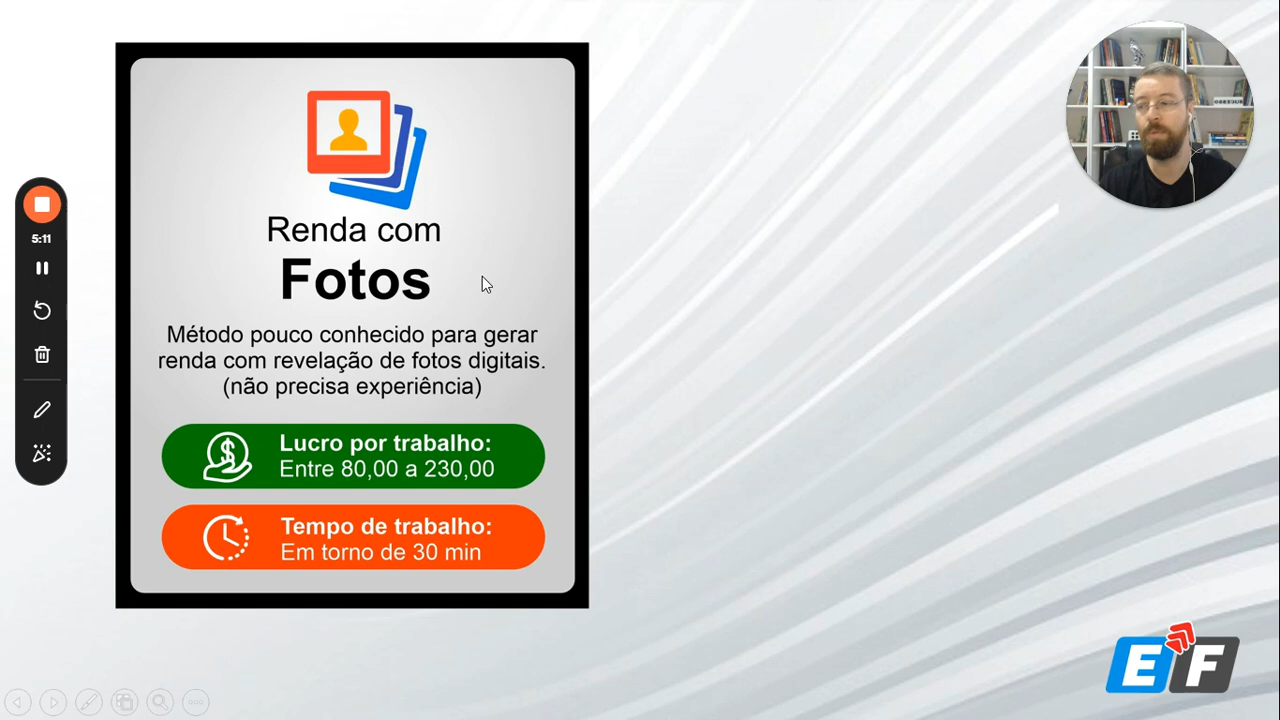 5:11
Renda com
Fotos
Método pouco conhecido para gerar
renda com revelação de fotos digitais.
(não precisa experiência)
Lucro por trabalho:
Entre 80,00 a 230,00
Tempo de trabalho:
Em torno de 30 min
EF